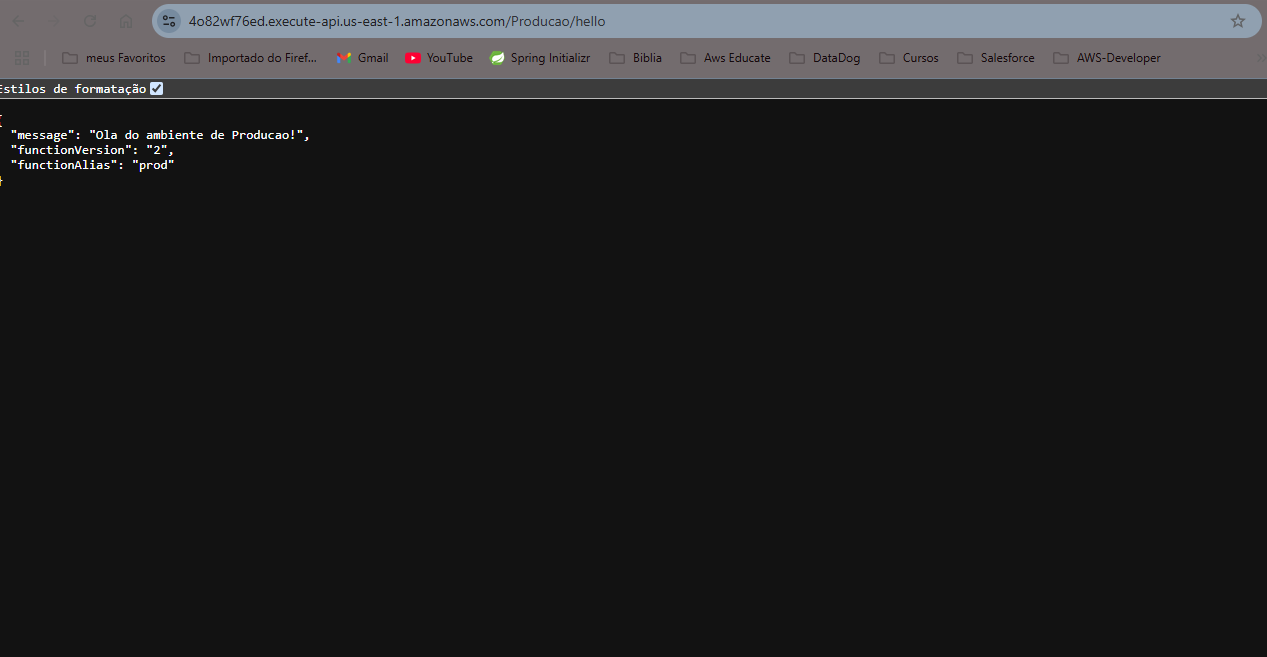 4o82wf76ed.execute-api.us-east-1.amazonaws.com/Producao/hello
meus Favoritos Importado do Firef... Gmail YouTube Spring Initializr Biblia Aws Educate DataDog Cursos Salesforce AWS-Developer
Estilos de formatação
{
"message": "Ola do ambiente de Producao!",
"functionVersion": "2",
"functionAlias": "prod"
}